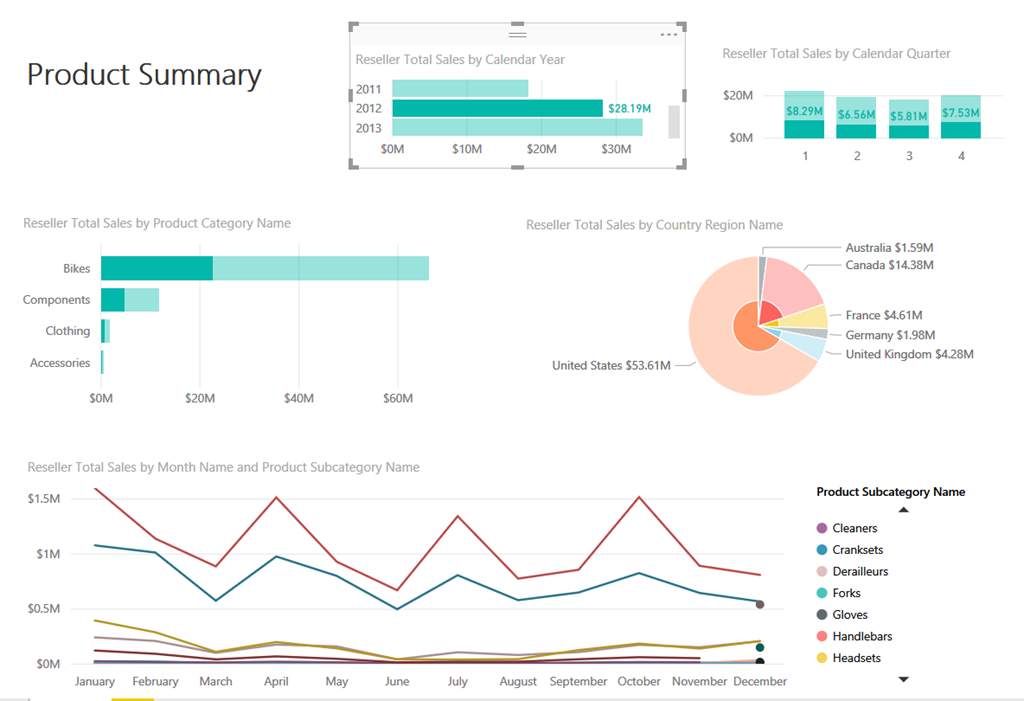 Product Summary
Reseller Total Sales by Calendar Year
2011
2012 $28.19M
2013
$0M $10M $20M $30M
Reseller Total Sales by Calendar Quarter
$20M
$8.29M $6.56M $5.81M $7.53M
$0M
1 2 3 4
Reseller Total Sales by Product Category Name
Bikes
Components
Clothing
Accessories
$0M $20M $40M $60M
Reseller Total Sales by Country Region Name
Australia $1.59M
Canada $14.38M
France $4.61M
Germany $1.98M
United Kingdom $4.28M
United States $53.61M
Reseller Total Sales by Month Name and Product Subcategory Name
$1.5M
$1M
$0.5M
$0M
January February March April May June July August September October November December
Product Subcategory Name
Cleaners
Cranksets
Derailleurs
Forks
Gloves
Handlebars
Headsets